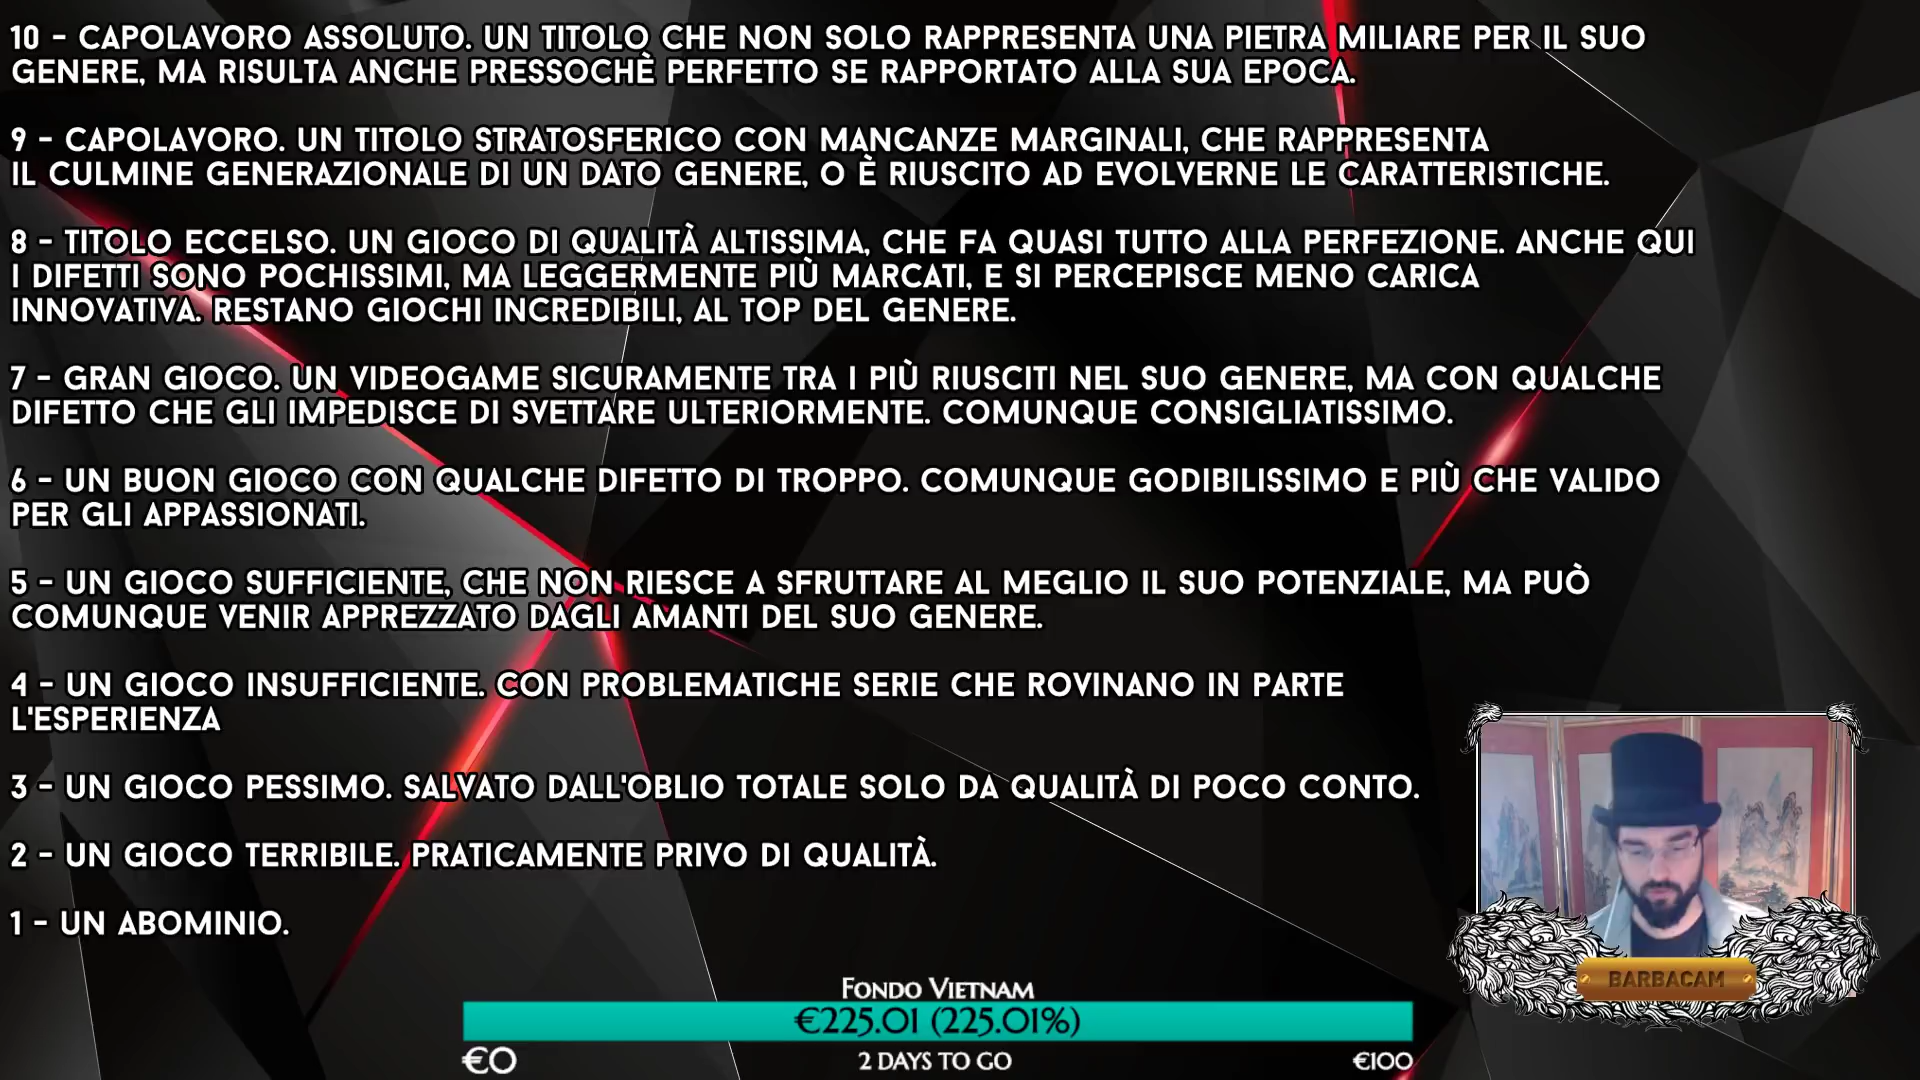 10 - CAPOLAVORO ASSOLUTO. UN TITOLO CHE NON SOLO RAPPRESENTA UNA PIETRA MILIARE PER IL SUO
GENERE, MA RISULTA ANCHE PRESSOCHÈ PERFETTO SE RAPPORTATO ALLA SUA EPOCA.
9 - CAPOLAVORO. UN TITOLO STRATOSFERICO CON MANCANZE MARGINALI, CHE RAPPRESENTA
IL CULMINE GENERAZIONALE DI UN DATO GENERE, O È RIUSCITO AD EVOLVERNE LE CARATTERISTICHE.
8 - TITOLO ECCELSO. UN GIOCO DI QUALITÀ ALTISSIMA, CHE FA QUASI TUTTO ALLA PERFEZIONE. ANCHE QUI
I DIFETTI SONO POCHISSIMI, MA LEGGERMENTE PIÙ MARCATI, E SI PERCEPISCE MENO CARICA
INNOVATIVA. RESTANO GIOCHI INCREDIBILI, AL TOP DEL GENERE.
7 - GRAN GIOCO. UN VIDEOGAME SICURAMENTE TRA I PIÙ RIUSCITI NEL SUO GENERE, MA CON QUALCHE
DIFETTO CHE GLI IMPEDISCE DI SVETTARE ULTERIORMENTE. COMUNQUE CONSIGLIATISSIMO.
6 - UN BUON GIOCO CON QUALCHE DIFETTO DI TROPPO. COMUNQUE GODIBILISSIMO E PIÙ CHE VALIDO
PER GLI APPASSIONATI.
5 - UN GIOCO SUFFICIENTE, CHE NON RIESCE A SFRUTTARE AL MEGLIO IL SUO POTENZIALE, MA PUÒ
COMUNQUE VENIR APPREZZATO DAGLI AMANTI DEL SUO GENERE.
4 - UN GIOCO INSUFFICIENTE. CON PROBLEMATICHE SERIE CHE ROVINANO IN PARTE
L'ESPERIENZA
3 - UN GIOCO PESSIMO. SALVATO DALL'OBLIO TOTALE SOLO DA QUALITÀ DI POCO CONTO.
2 - UN GIOCO TERRIBILE. PRATICAMENTE PRIVO DI QUALITÀ.
1 - UN ABOMINIO.
BARBACAM
FONDO VIETNAM
€225.01 (225.01%)
€0 2 DAYS TO GO €100